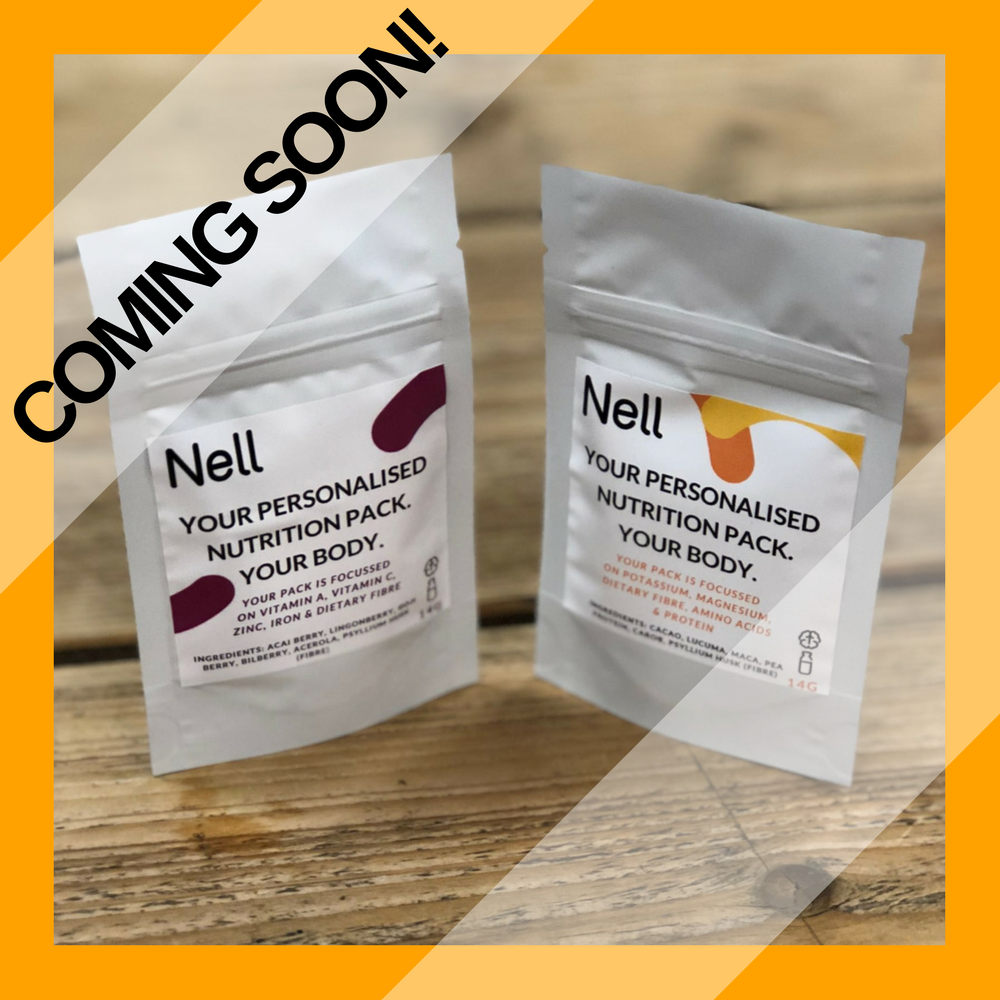 COMING SOON!
Nell
YOUR PERSONALISED
NUTRITION PACK.
YOUR BODY.
YOUR PACK IS FOCUSSED
ON VITAMIN A, VITAMIN C,
ZINC, IRON & DIETARY FIBRE
INGREDIENTS: ACAI BERRY, LINGONBERRY, GOJI
BERRY, BILBERRY, ACEROLA, PSYLLIUM HUSK
(FIBRE)
14G
Nell
YOUR PERSONALISED
NUTRITION PACK.
YOUR BODY.
YOUR PACK IS FOCUSSED
ON POTASSIUM, MAGNESIUM,
DIETARY FIBRE, AMINO ACIDS
& PROTEIN
INGREDIENTS: CACAO, LUCUMA, MACA, PEA
PROTEIN, CAROB, PSYLLIUM HUSK (FIBRE)
14G